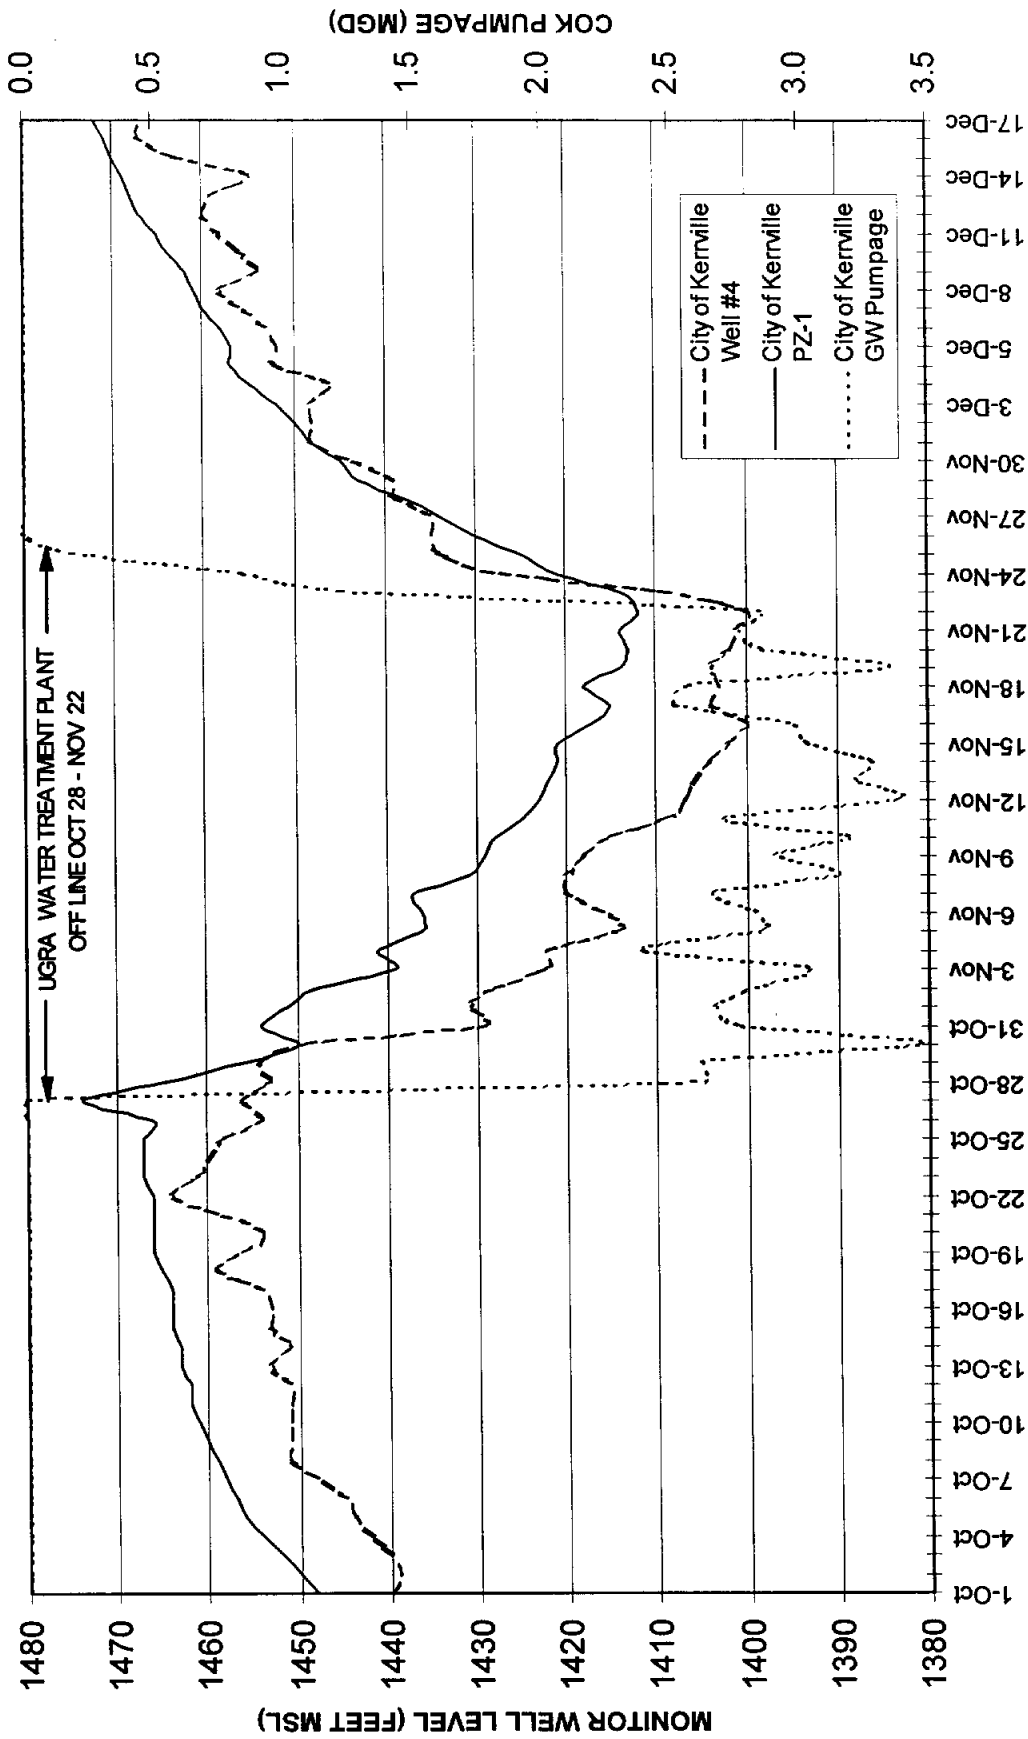 MONITOR WELL LEVEL (FEET MSL)
1480
1470
1460
1450
1440
1430
1420
1410
1400
1390
1380
UGRA WATER TREATMENT PLANT
OFF LINE OCT 28 - NOV 22
City of Kerrville
Well #4
City of Kerrville
PZ-1
City of Kerrville
GW Pumpage
1-Oct
4-Oct
7-Oct
10-Oct
13-Oct
16-Oct
19-Oct
22-Oct
25-Oct
28-Oct
31-Oct
3-Nov
6-Nov
9-Nov
12-Nov
15-Nov
18-Nov
21-Nov
24-Nov
27-Nov
30-Nov
3-Dec
5-Dec
8-Dec
11-Dec
14-Dec
17-Dec
0.0
0.5
1.0
1.5
2.0
2.5
3.0
3.5
COK PUMPAGE (MGD)